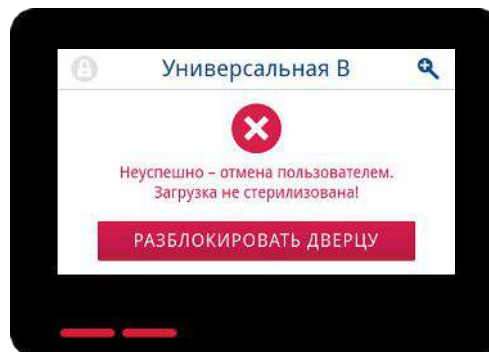 Универсальная B
Неуспешно – отмена пользователем.
Загрузка не стерилизована!
РАЗБЛОКИРОВАТЬ ДВЕРЦУ